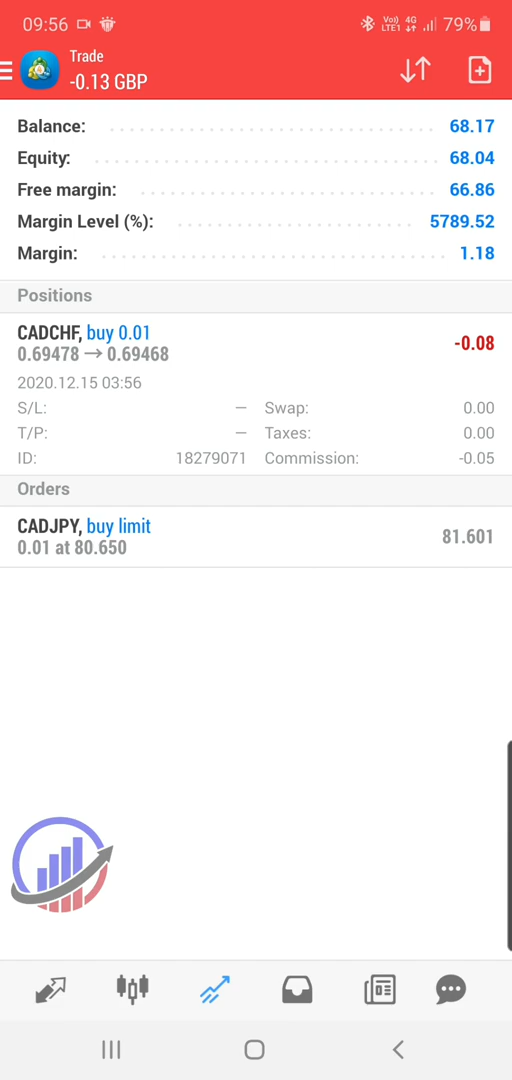 09:56 Vo)) LTE1 4G 79%
Trade
-0.13 GBP
Balance: 68.17
Equity: 68.04
Free margin: 66.86
Margin Level (%): 5789.52
Margin: 1.18
Positions
CADCHF, buy 0.01
0.69478 → 0.69468 -0.08
2020.12.15 03:56
S/L: – Swap: 0.00
T/P: – Taxes: 0.00
ID: 18279071 Commission: -0.05
Orders
CADJPY, buy limit
0.01 at 80.650 81.601